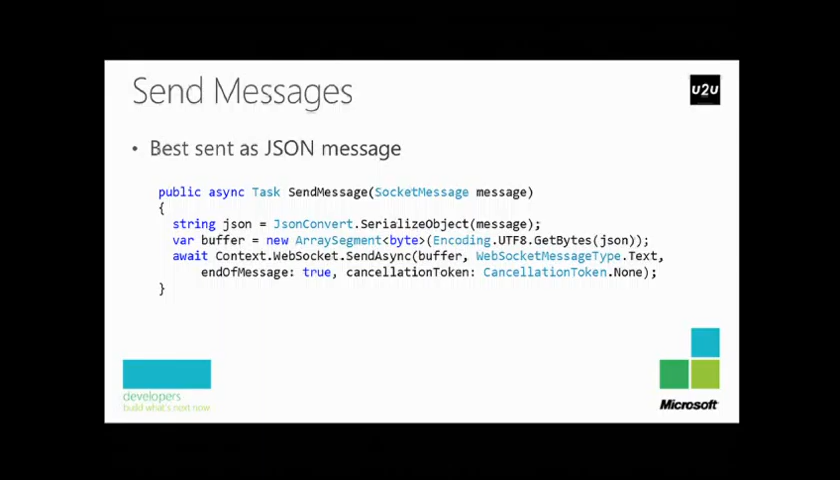 Send Messages
U2U
• Best sent as JSON message
public async Task SendMessage(SocketMessage message)
{
string json = JsonConvert.SerializeObject(message);
var buffer = new ArraySegment<byte>(Encoding.UTF8.GetBytes(json));
await Context.WebSocket.SendAsync(buffer, WebSocketMessageType.Text,
endOfMessage: true, cancellationToken: CancellationToken.None);
}
developers
build what's next now
Microsoft